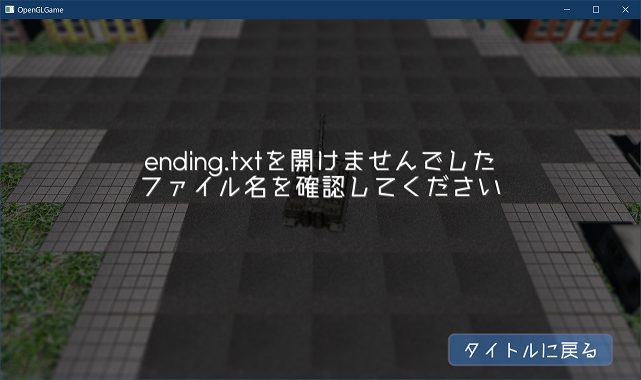 OpenGLGame
ending.txtを開けませんでした
ファイル名を確認してください
タイトルに戻る